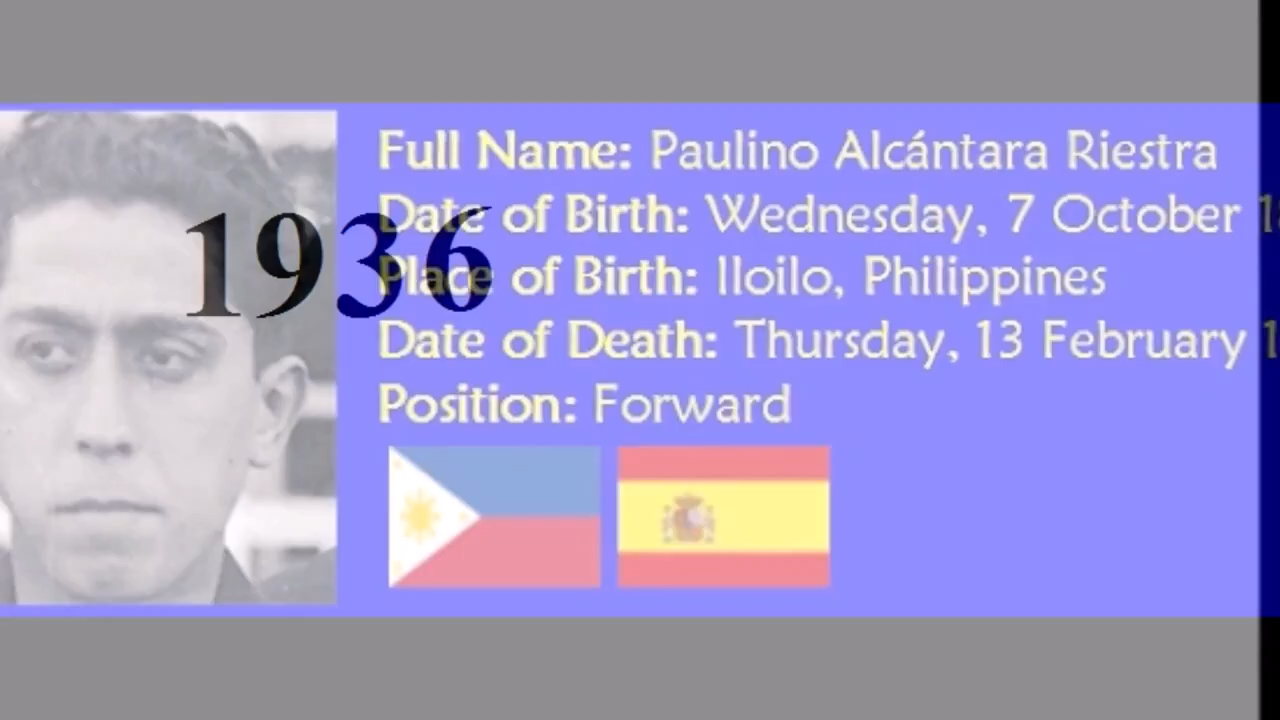 Full Name: Paulino Alcántara Riestra
1936
Date of Birth: Wednesday, 7 October
Place of Birth: Iloilo, Philippines
Date of Death: Thursday, 13 February
Position: Forward